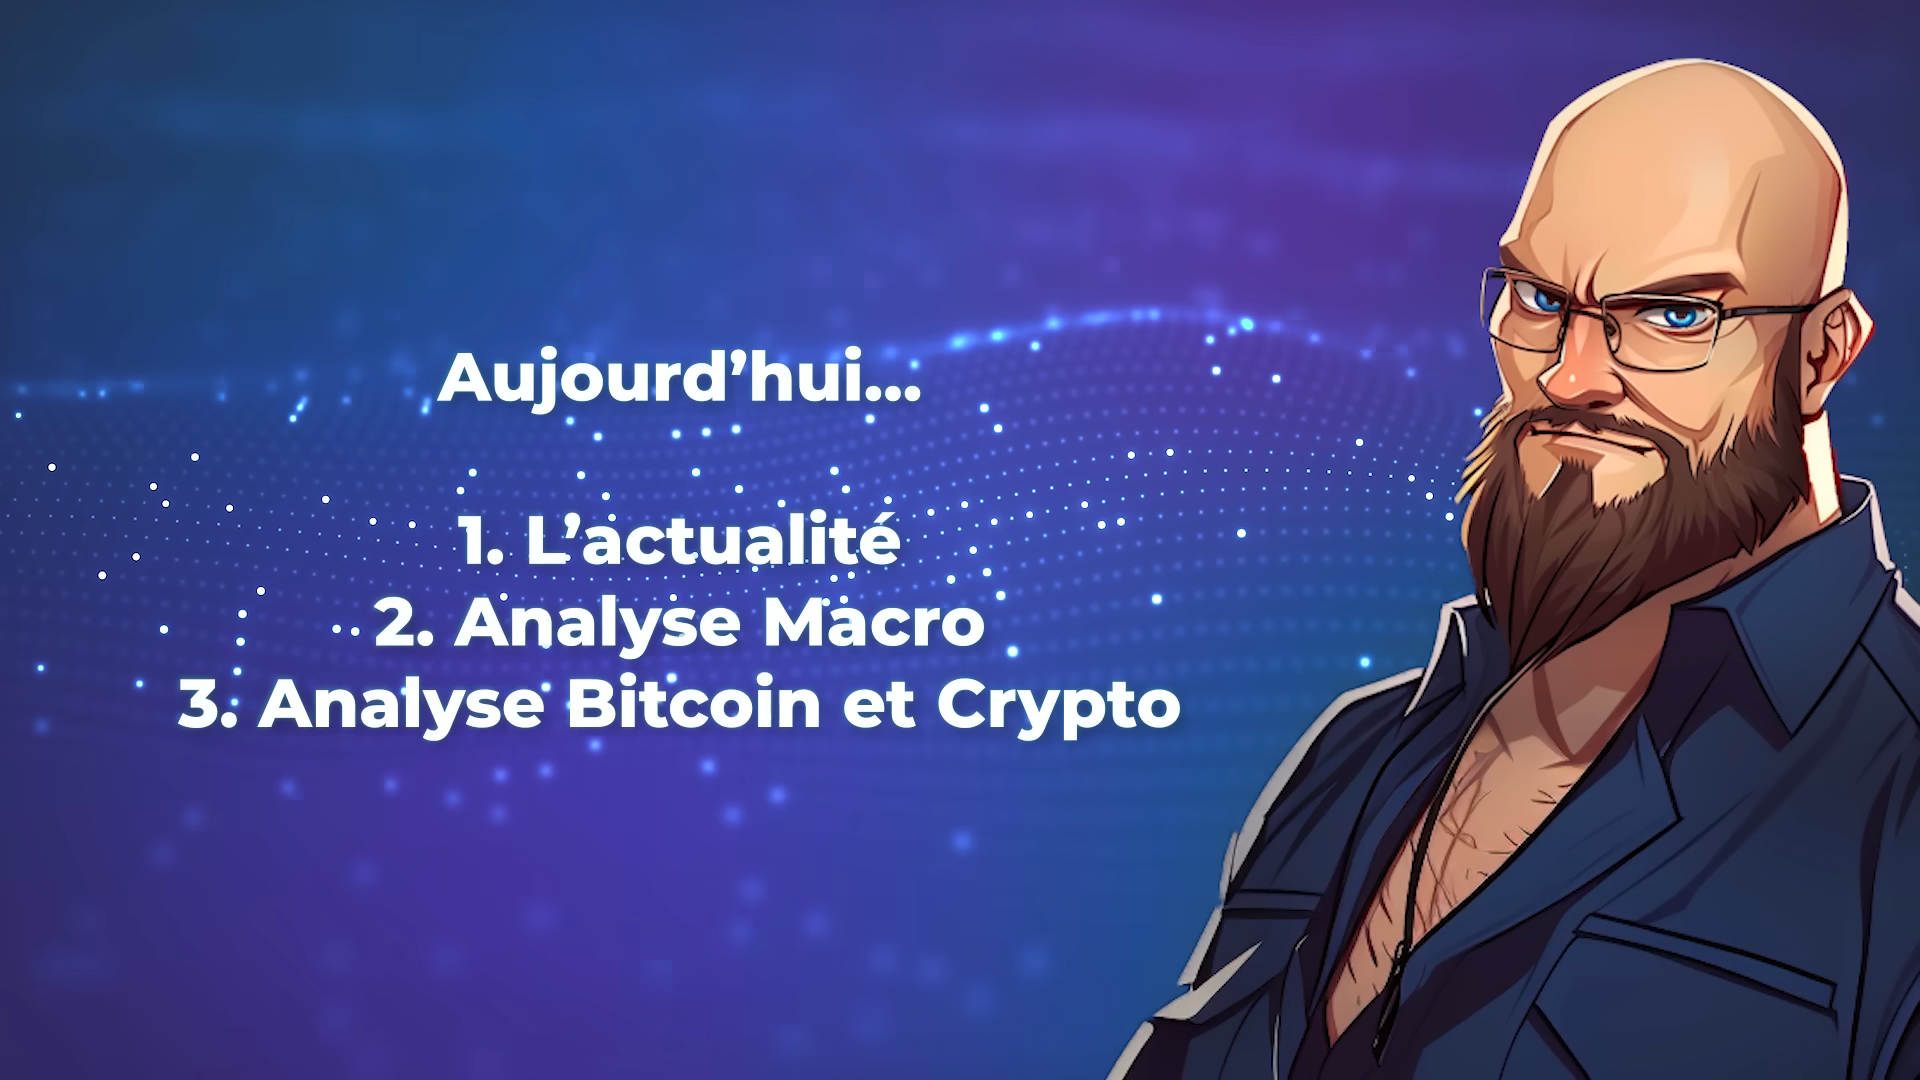 Aujourd’hui...
1. L’actualité
2. Analyse Macro
3. Analyse Bitcoin et Crypto